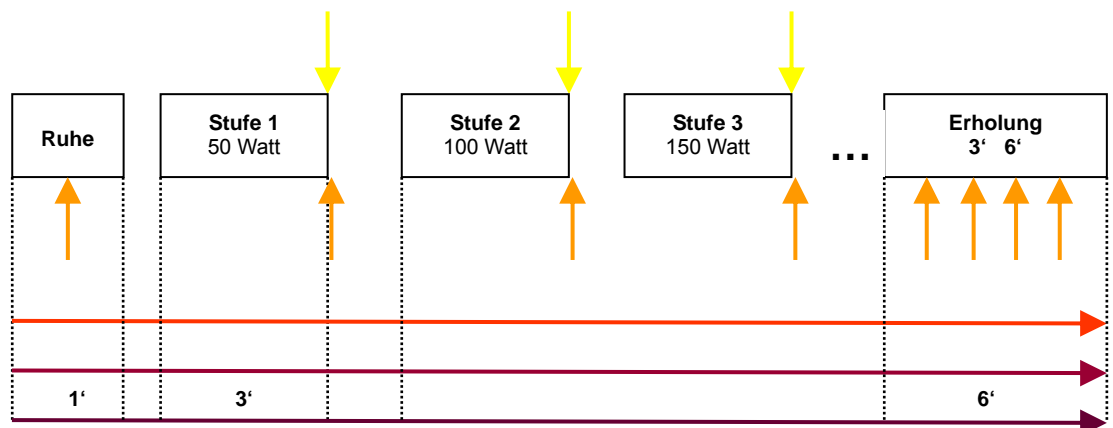 Ruhe
Stufe 1
50 Watt
Stufe 2
100 Watt
Stufe 3
150 Watt
...
Erholung
3‘ 6‘
1‘
3‘
6‘